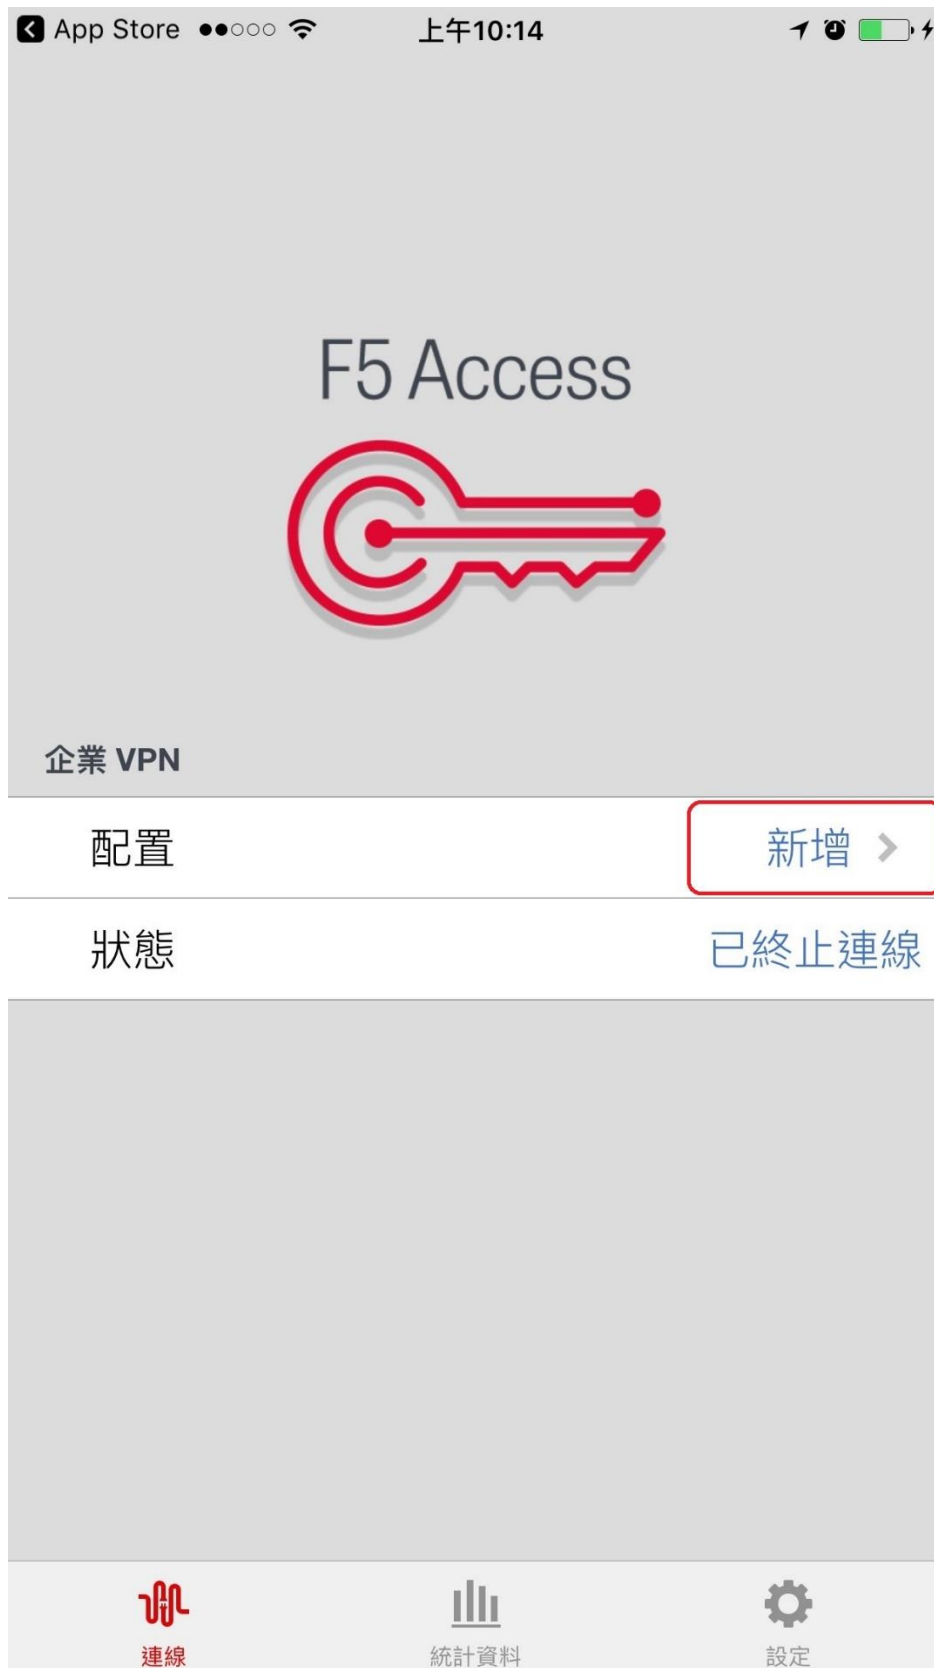 App Store 上午10:14
F5 Access
企業 VPN
配置 新增
狀態 已終止連線
連線 統計資料 設定